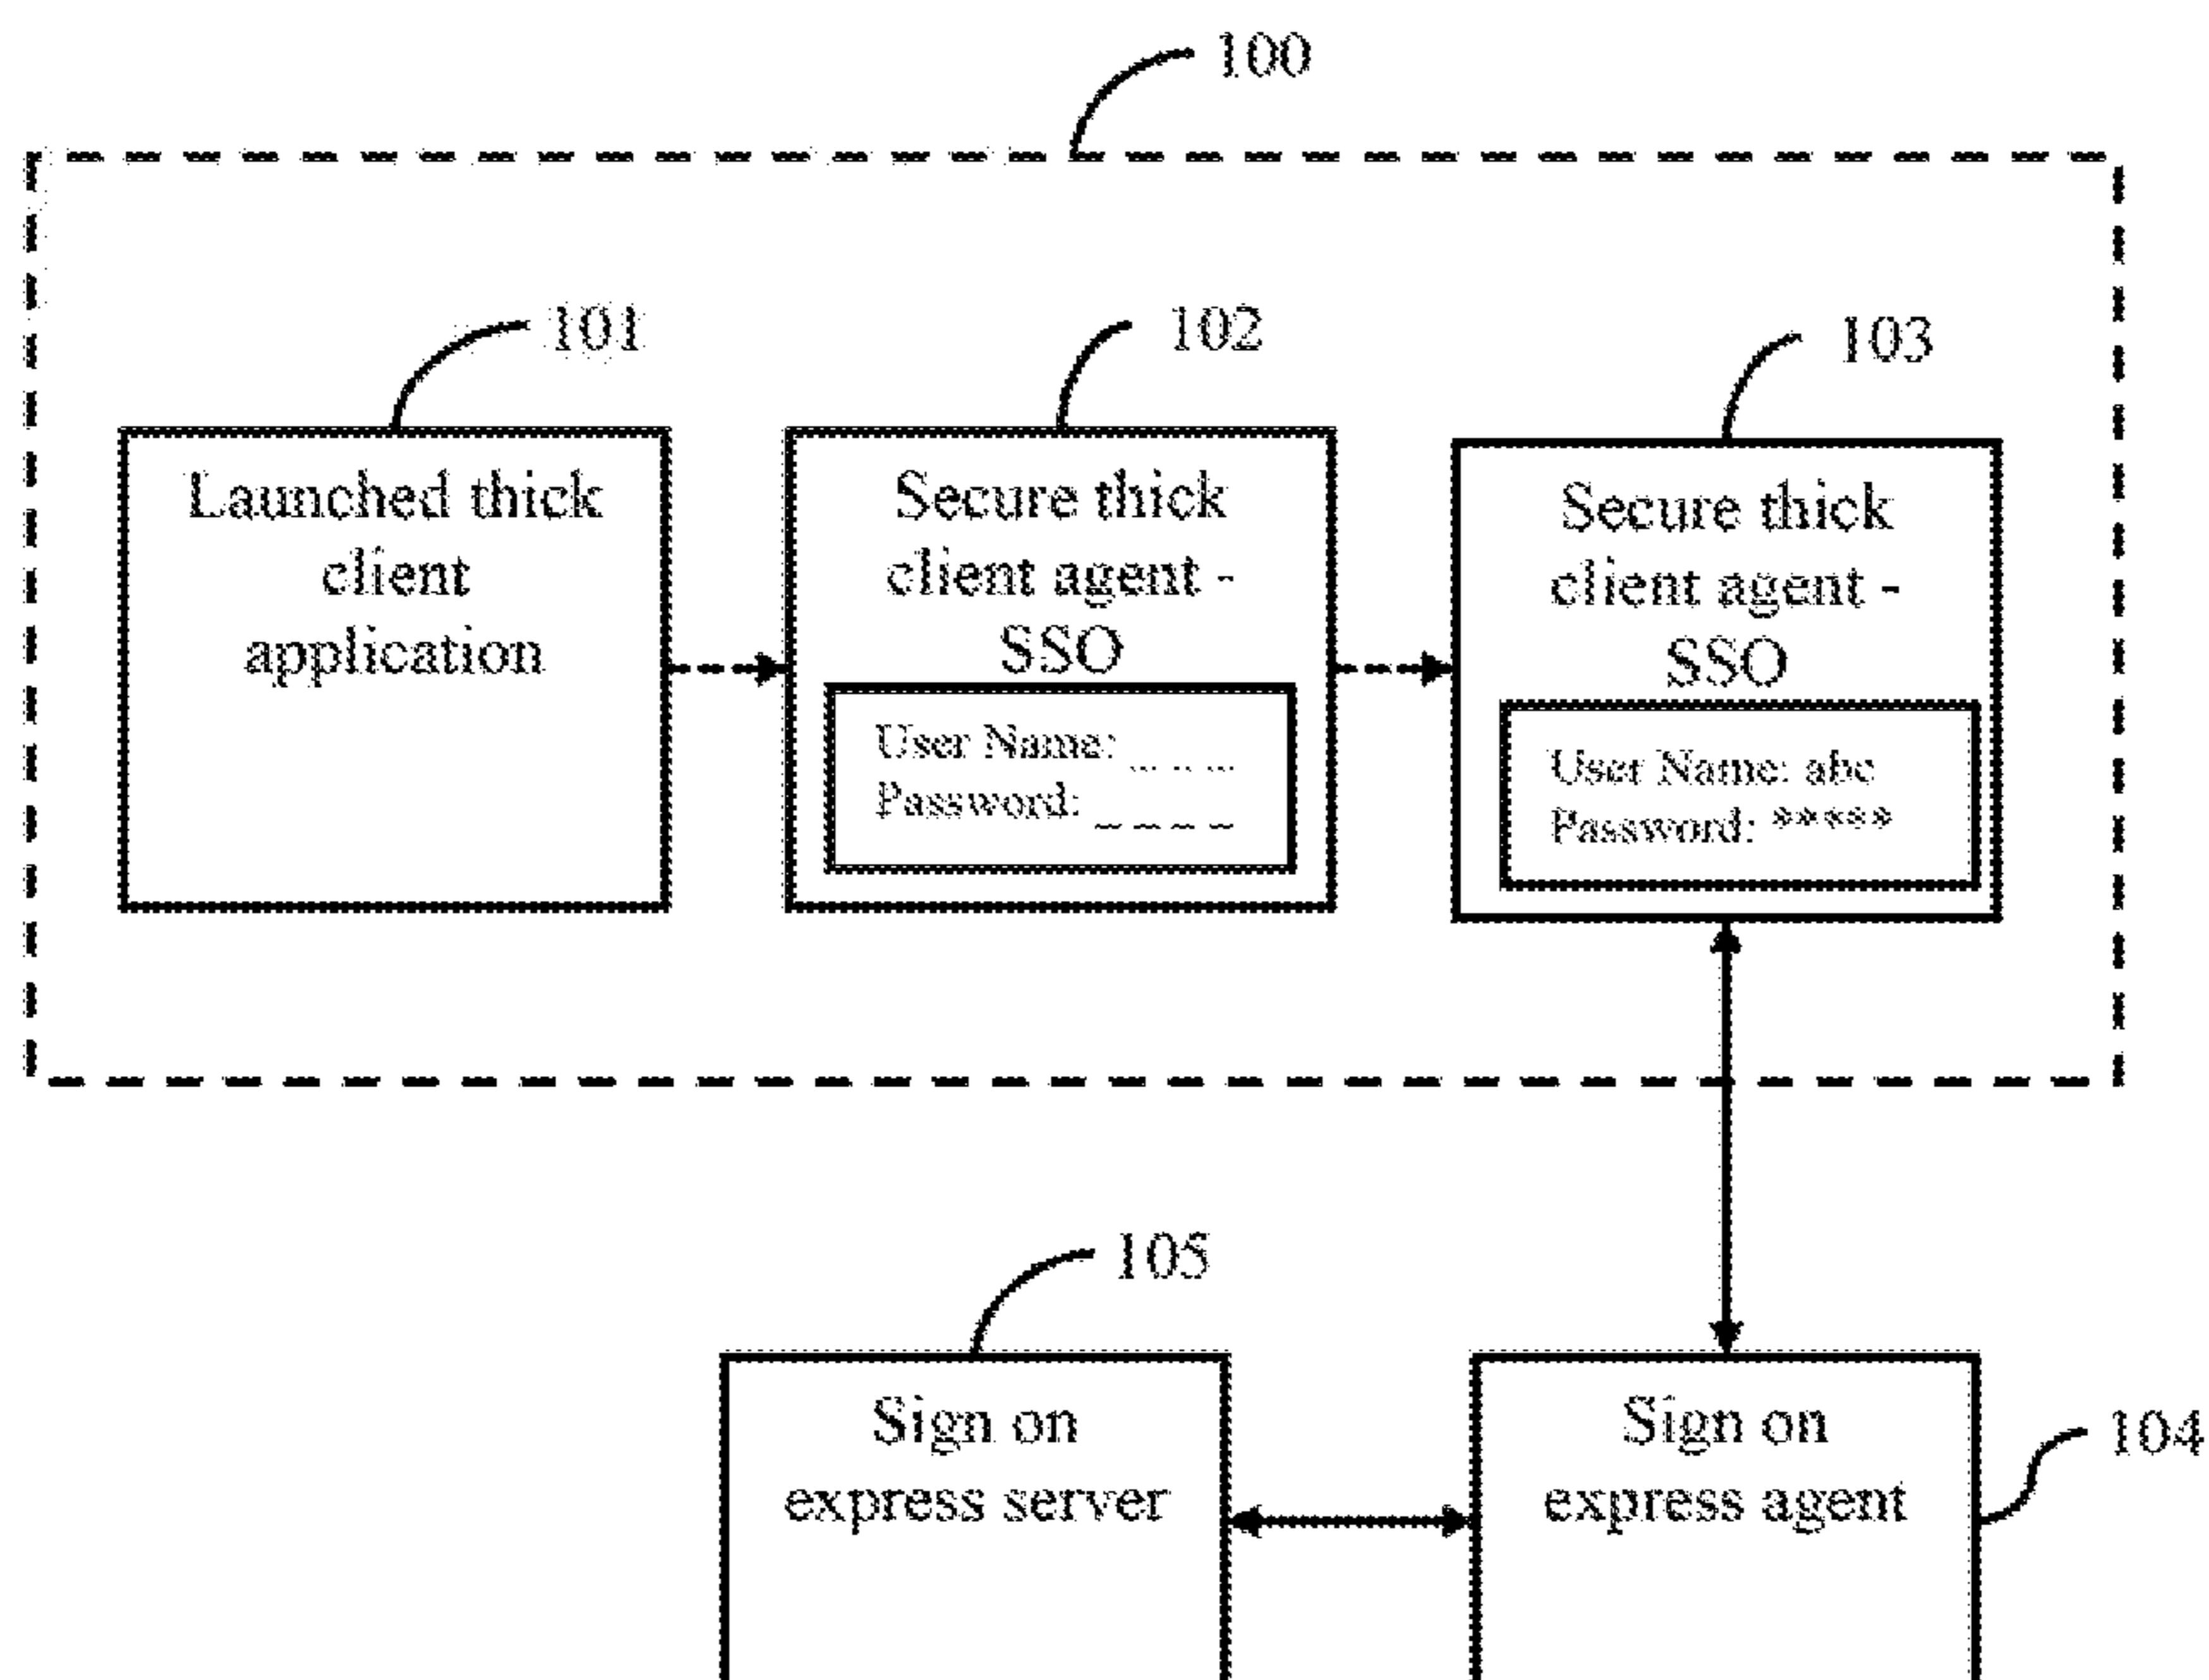 100
101
102
103
Launched thick
client
application
Secure thick
client agent -
SSO
User Name: _ _ _
Password: _ _ _ _
Secure thick
client agent -
SSO
User Name: abc
Password: *****
105
104
Sign on
express server
Sign on
express agent